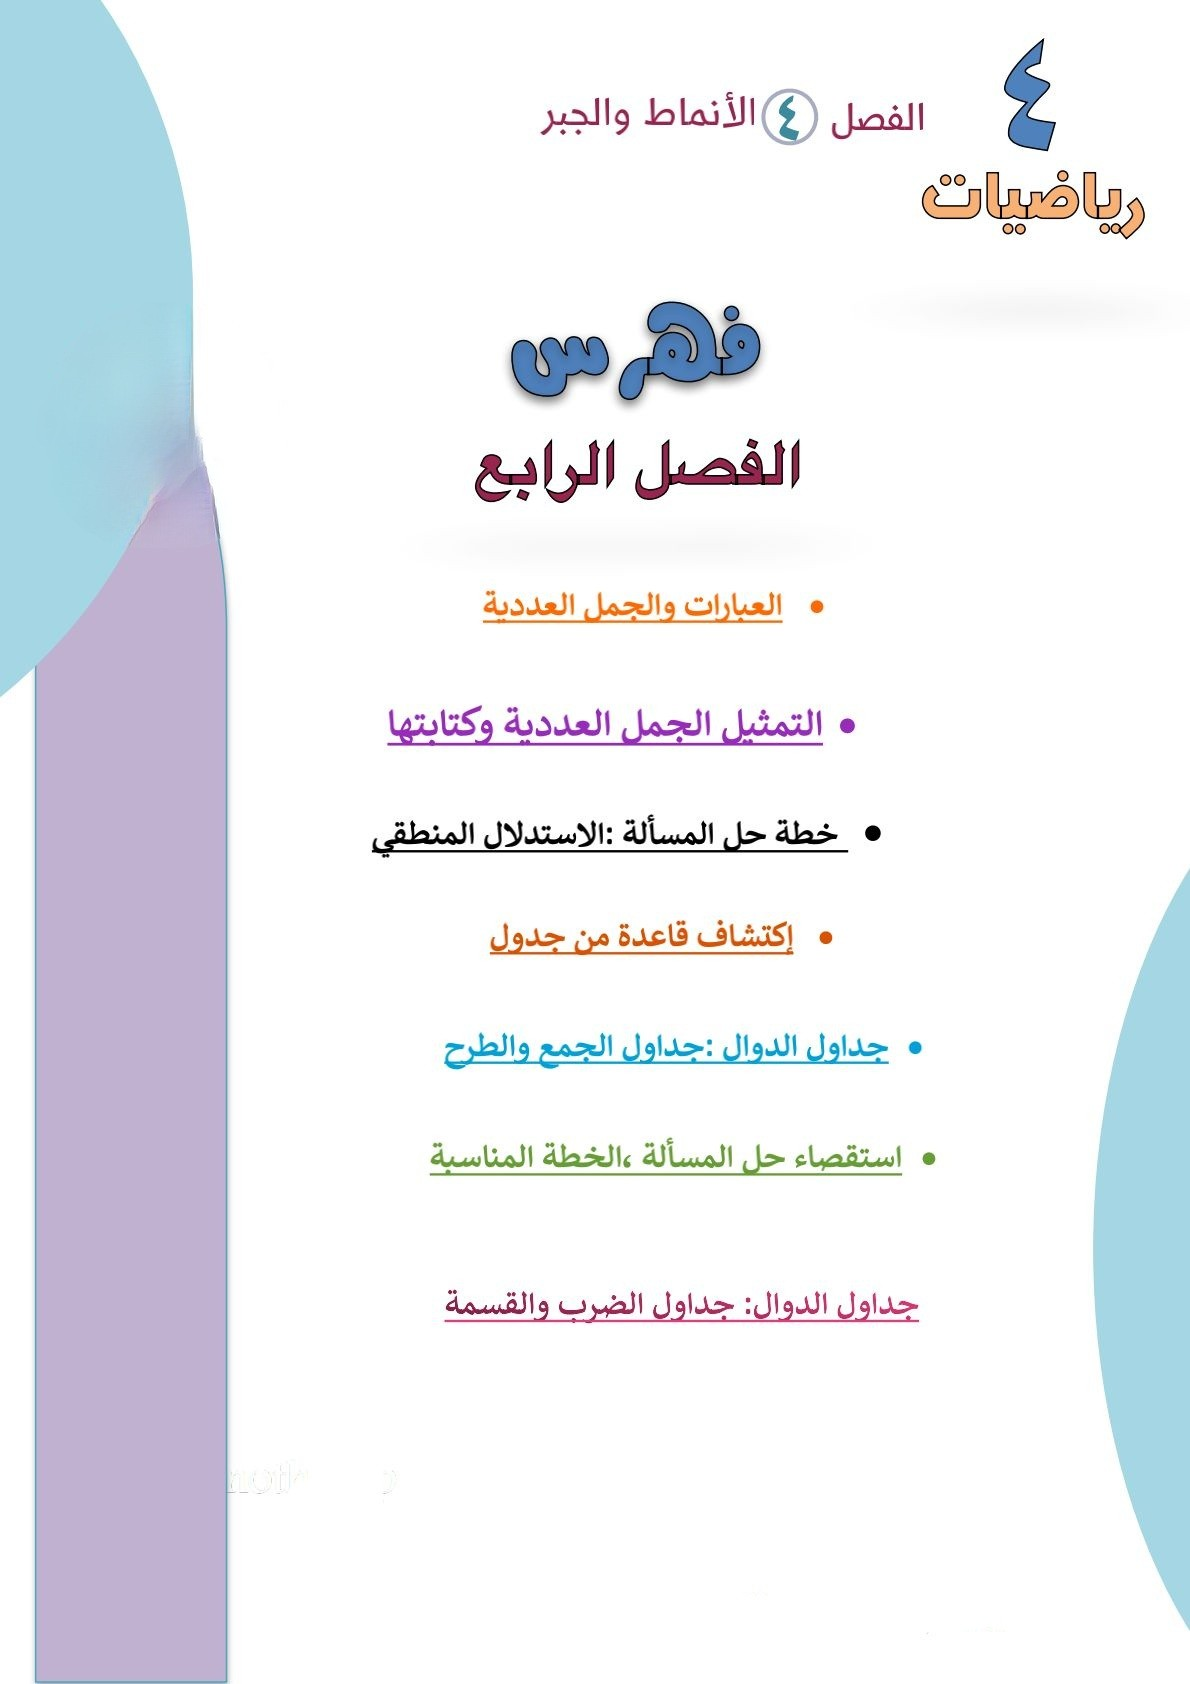 ٤
رياضيات
الفصل ٤ الأنماط والجبر
فهرس
الفصل الرابع
• العبارات والجمل العددية
• التمثيل الجمل العددية وكتابتها
• خطة حل المسألة :الاستدلال المنطقي
• إكتشاف قاعدة من جدول
• جداول الدوال :جداول الجمع والطرح
• استقصاء حل المسألة ،الخطة المناسبة
جداول الدوال: جداول الضرب والقسمة